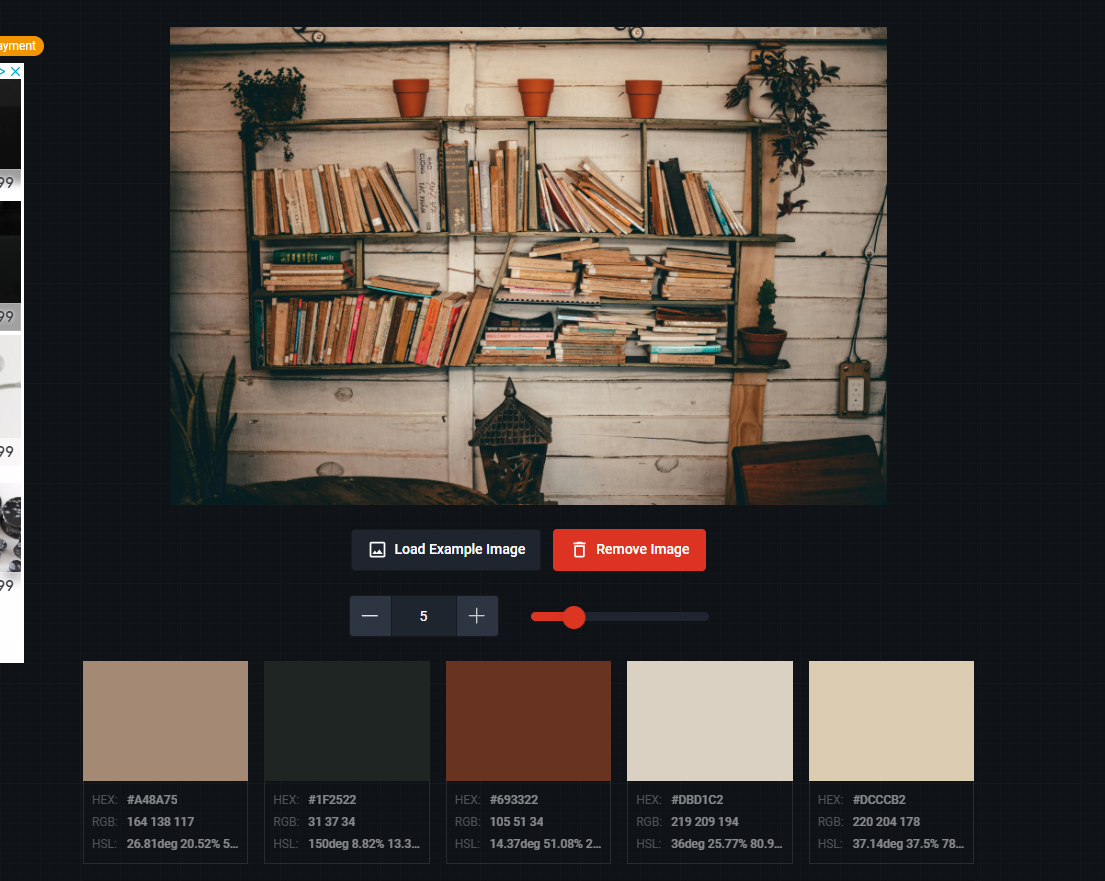 ayment
99
99
99
99
Load Example Image
Remove Image
5
HEX: #A48A75
RGB: 164 138 117
HSL: 26.81deg 20.52% 5...
HEX: #1F2522
RGB: 31 37 34
HSL: 150deg 8.82% 13.3...
HEX: #693322
RGB: 105 51 34
HSL: 14.37deg 51.08% 2...
HEX: #DBD1C2
RGB: 219 209 194
HSL: 36deg 25.77% 80.9...
HEX: #DCCCB2
RGB: 220 204 178
HSL: 37.14deg 37.5% 78...